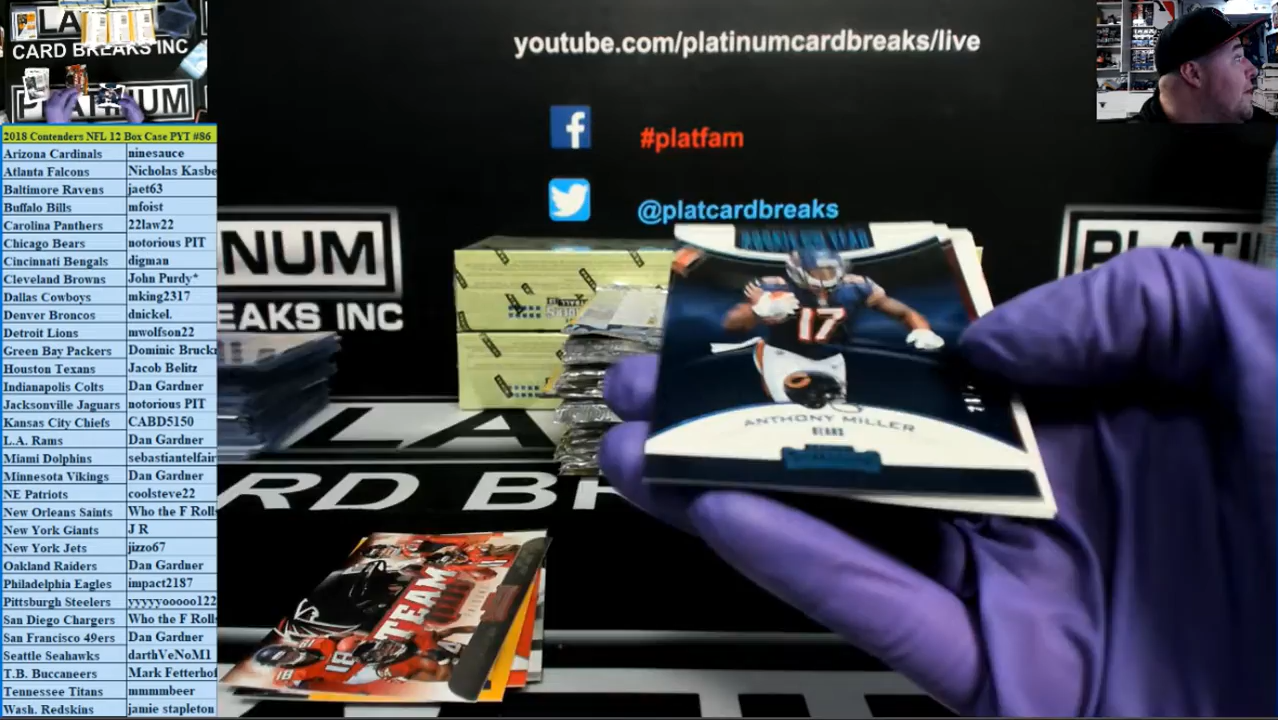 CARD BREAKS INC
PLATINUM
youtube.com/platinumcardbreaks/live
#platfam
@platcardbreaks
2018 Contenders NFL 12 Box Case PYT #86
Arizona Cardinals ninesauce
Atlanta Falcons Nicholas Kasbe
Baltimore Ravens jaet63
Buffalo Bills mfoist
Carolina Panthers 22law22
Chicago Bears notorious PIT
Cincinnati Bengals digman
Cleveland Browns John Purdy*
Dallas Cowboys mking2317
Denver Broncos dnickel.
Detroit Lions mwolfson22
Green Bay Packers Dominic Bruckn
Houston Texans Jacob Belitz
Indianapolis Colts Dan Gardner
Jacksonville Jaguars notorious PIT
Kansas City Chiefs CABD5150
L.A. Rams Dan Gardner
Miami Dolphins sebastiantelfair
Minnesota Vikings Dan Gardner
NE Patriots coolsteve22
New Orleans Saints Who the F Roll
New York Giants J R
New York Jets jizzo67
Oakland Raiders Dan Gardner
Philadelphia Eagles impact2187
Pittsburgh Steelers yyyyyooooo122
San Diego Chargers Who the F Roll
San Francisco 49ers Dan Gardner
Seattle Seahawks darthVeNoM1
T.B. Buccaneers Mark Fetterhof
Tennessee Titans mmmmbeer
Wash. Redskins jamie stapleton
NUM
EAKS INC
PLA
RD B
17
ANTHONY MILLER
BEARS
TEAM
18